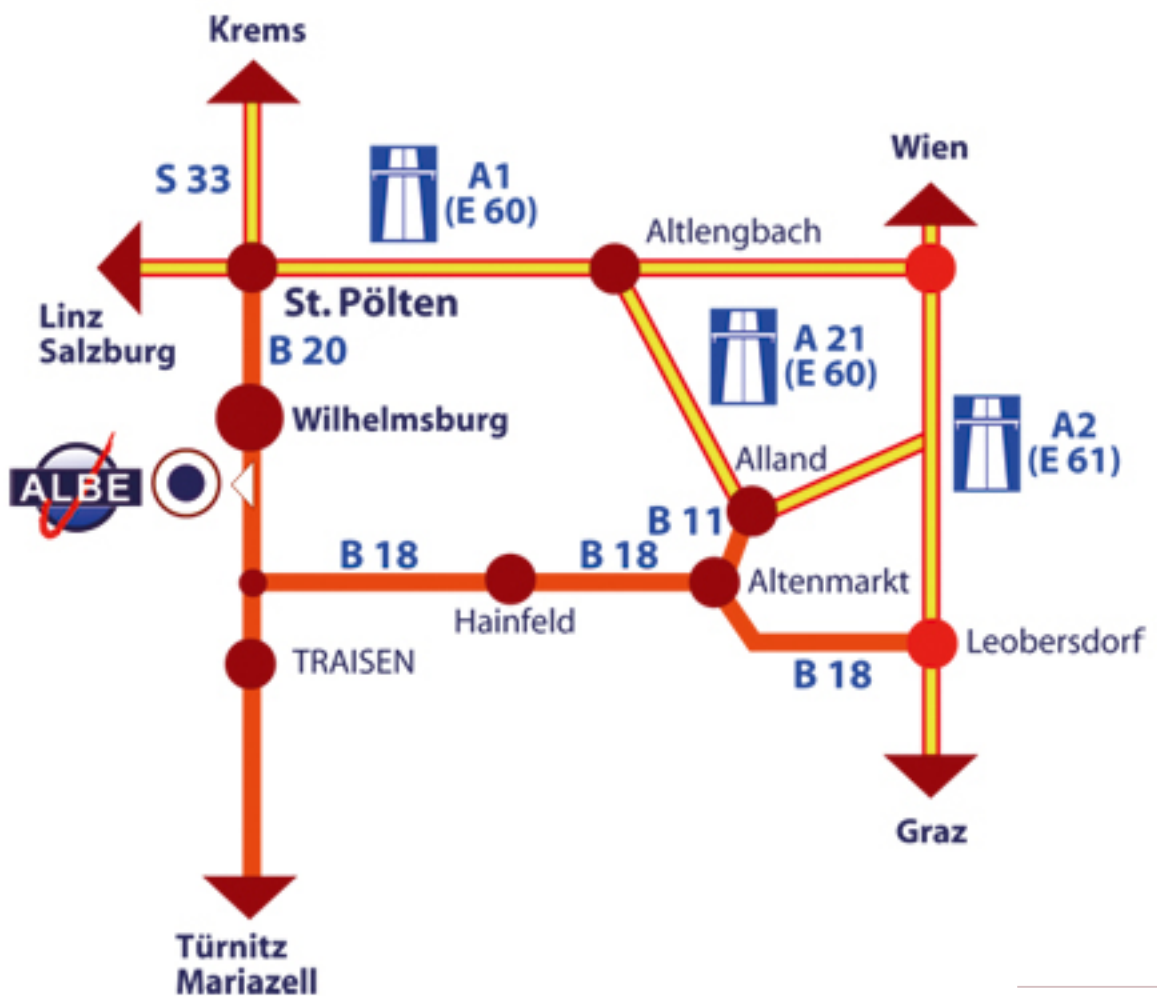 Krems
Wien
S 33
A1
(E 60)
Altlengbach
Linz
Salzburg
St. Pölten
B 20
A 21
(E 60)
Wilhelmsburg
A2
(E 61)
Alland
ALBE
B 11
B 18
B 18
Altenmarkt
Hainfeld
TRAISEN
Leobersdorf
B 18
Graz
Türnitz
Mariazell